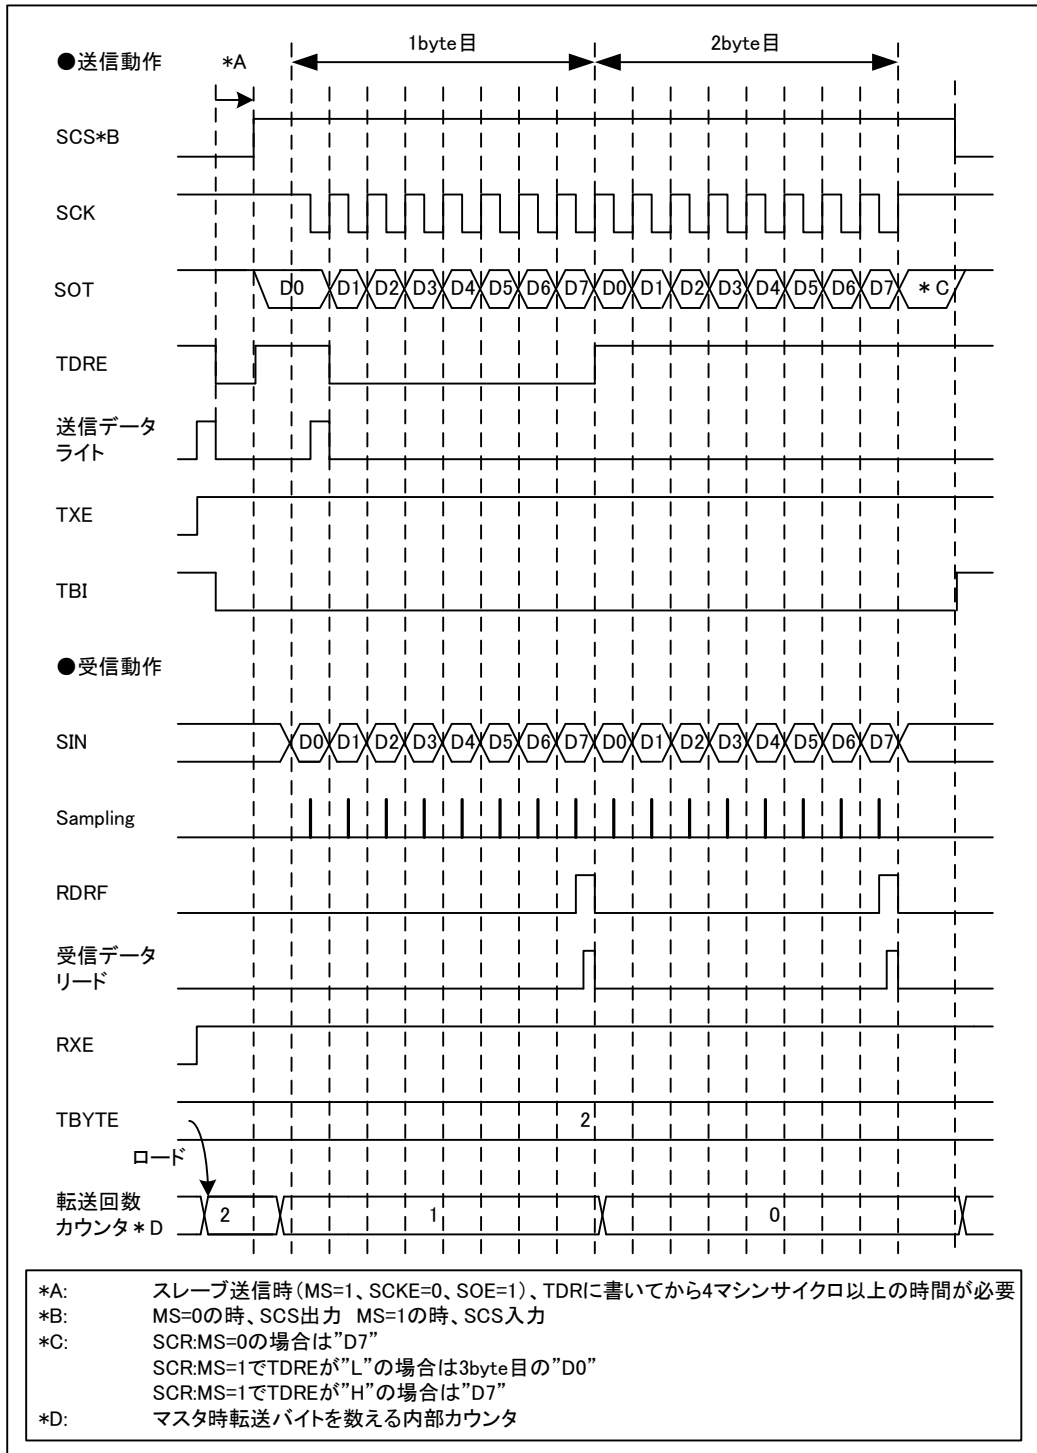 1byte目 2byte目
●送信動作 *A
SCS*B
SCK
SOT D0 D1 D2 D3 D4 D5 D6 D7 D0 D1 D2 D3 D4 D5 D6 D7 *C
TDRE
送信データ
ライト
TXE
TBI
●受信動作
SIN D0 D1 D2 D3 D4 D5 D6 D7 D0 D1 D2 D3 D4 D5 D6 D7
Sampling
RDRF
受信データ
リード
RXE
TBYTE 2
ロード
転送回数
カウンタ*D 2 1 0
*A: スレーブ送信時(MS=1、SCKE=0、SOE=1)、TDRに書いてから4マシンサイクロ以上の時間が必要
*B: MS=0の時、SCS出力 MS=1の時、SCS入力
*C: SCR:MS=0の場合は"D7"
SCR:MS=1でTDREが"L"の場合は3byte目の"D0"
SCR:MS=1でTDREが"H"の場合は"D7"
*D: マスタ時転送バイトを数える内部カウンタ